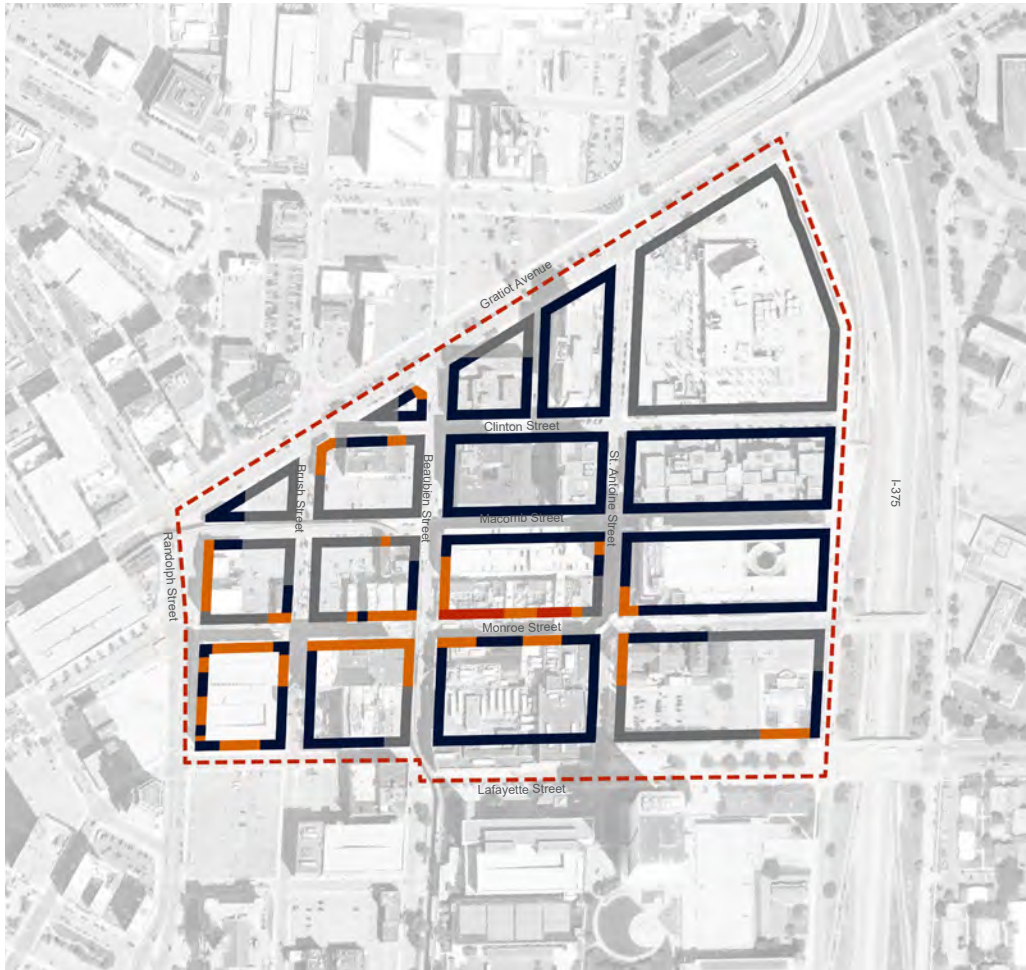 Gratiot Avenue
Clinton Street
Brush Street
Beaubien Street
St. Antoine Street
I-375
Macomb Street
Randolph Street
Monroe Street
Lafayette Street